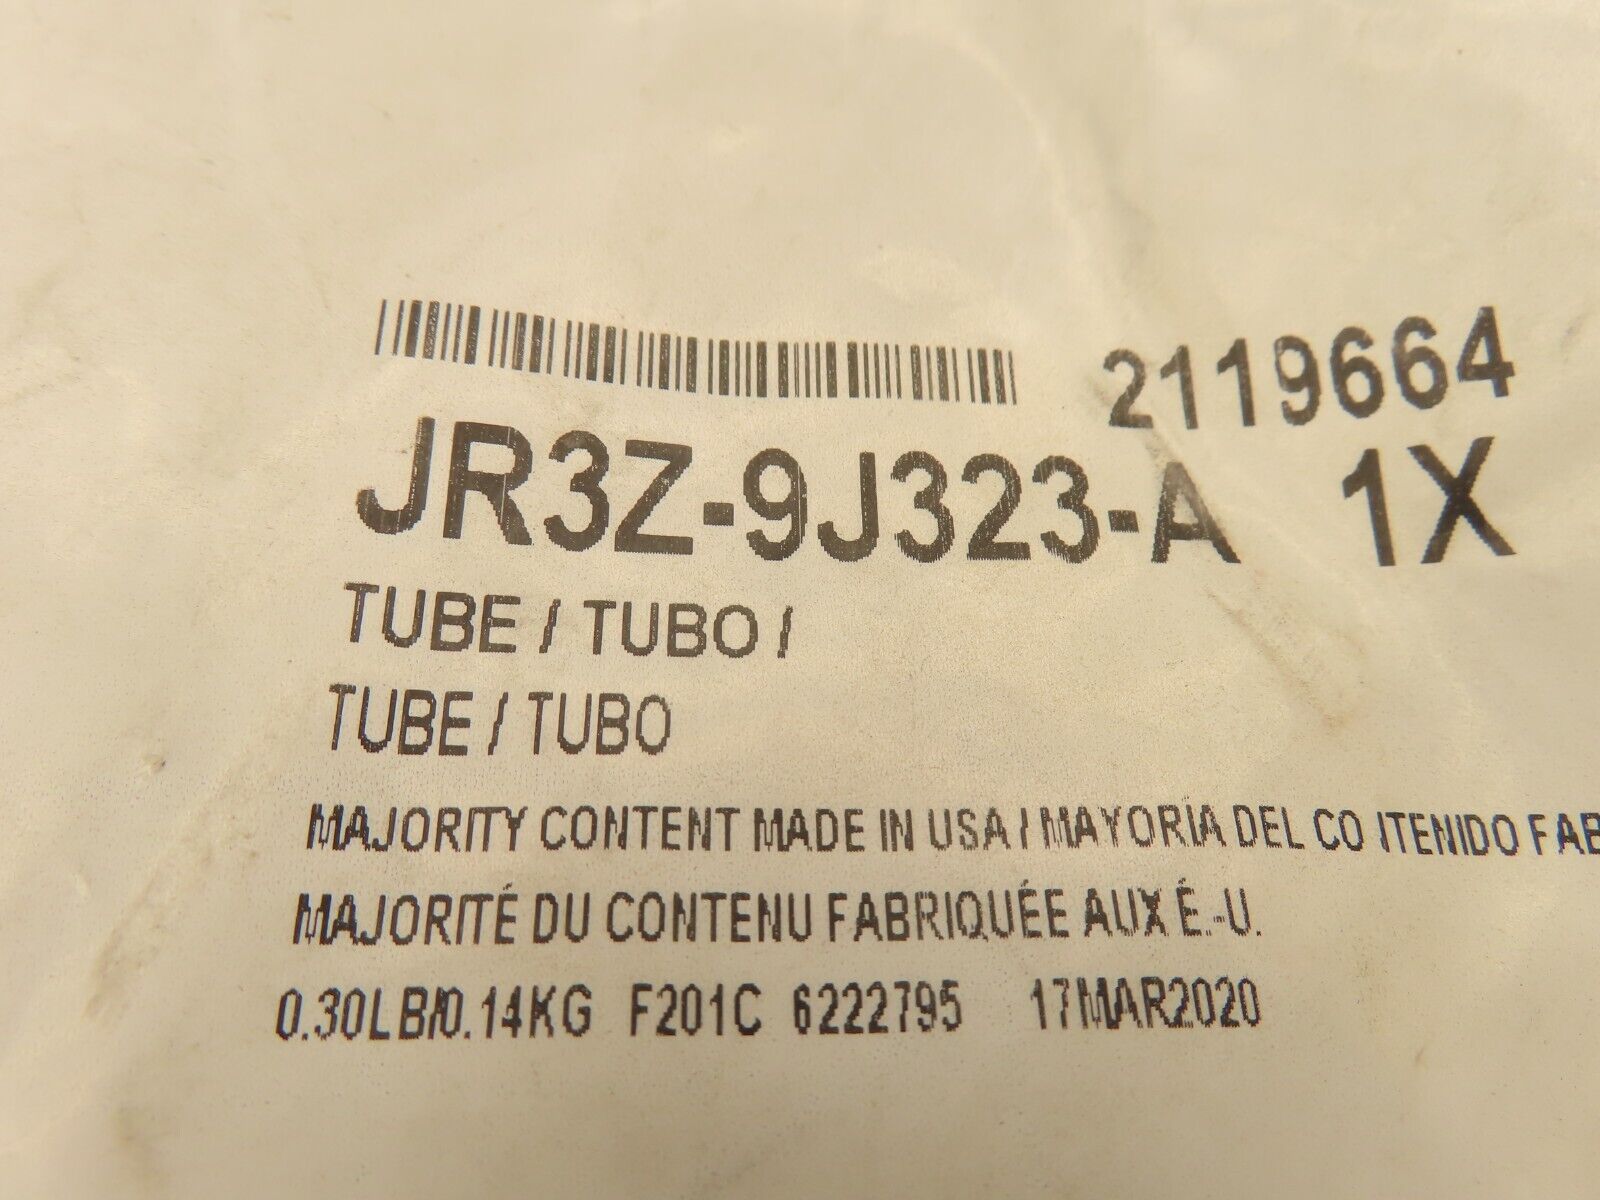 2119664
JR3Z-9J323-A 1X
TUBE / TUBO /
TUBE / TUBO
MAJORITY CONTENT MADE IN USA / MAYORÍA DEL CO ITENIDO FAB
MAJORITÉ DU CONTENU FABRIQUÉE AUX É.-U.
0.30LB/0.14KG F201C 6222795 17MAR2020